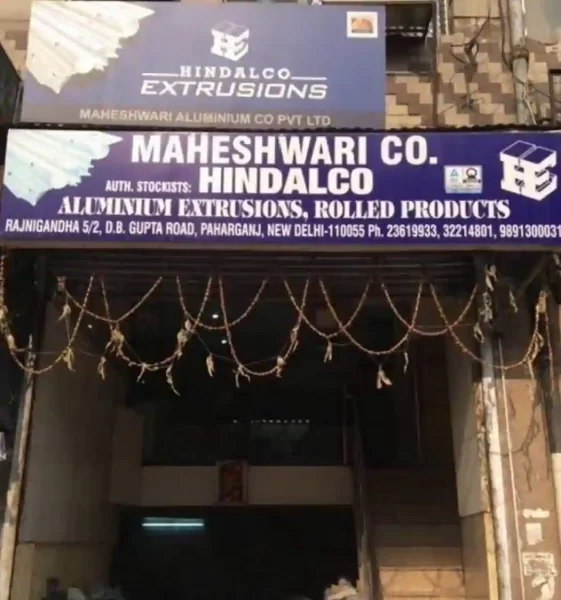 HINDALCO
EXTRUSIONS
MAHESHWARI ALUMINIUM CO PVT LTD
MAHESHWARI CO.
AUTH. STOCKISTS: HINDALCO
ALUMINIUM EXTRUSIONS, ROLLED PRODUCTS
RAJNIGANDHA 5/2, D.B. GUPTA ROAD, PAHARGANJ, NEW DELHI-110055 Ph. 23619933, 32214801, 9891300031